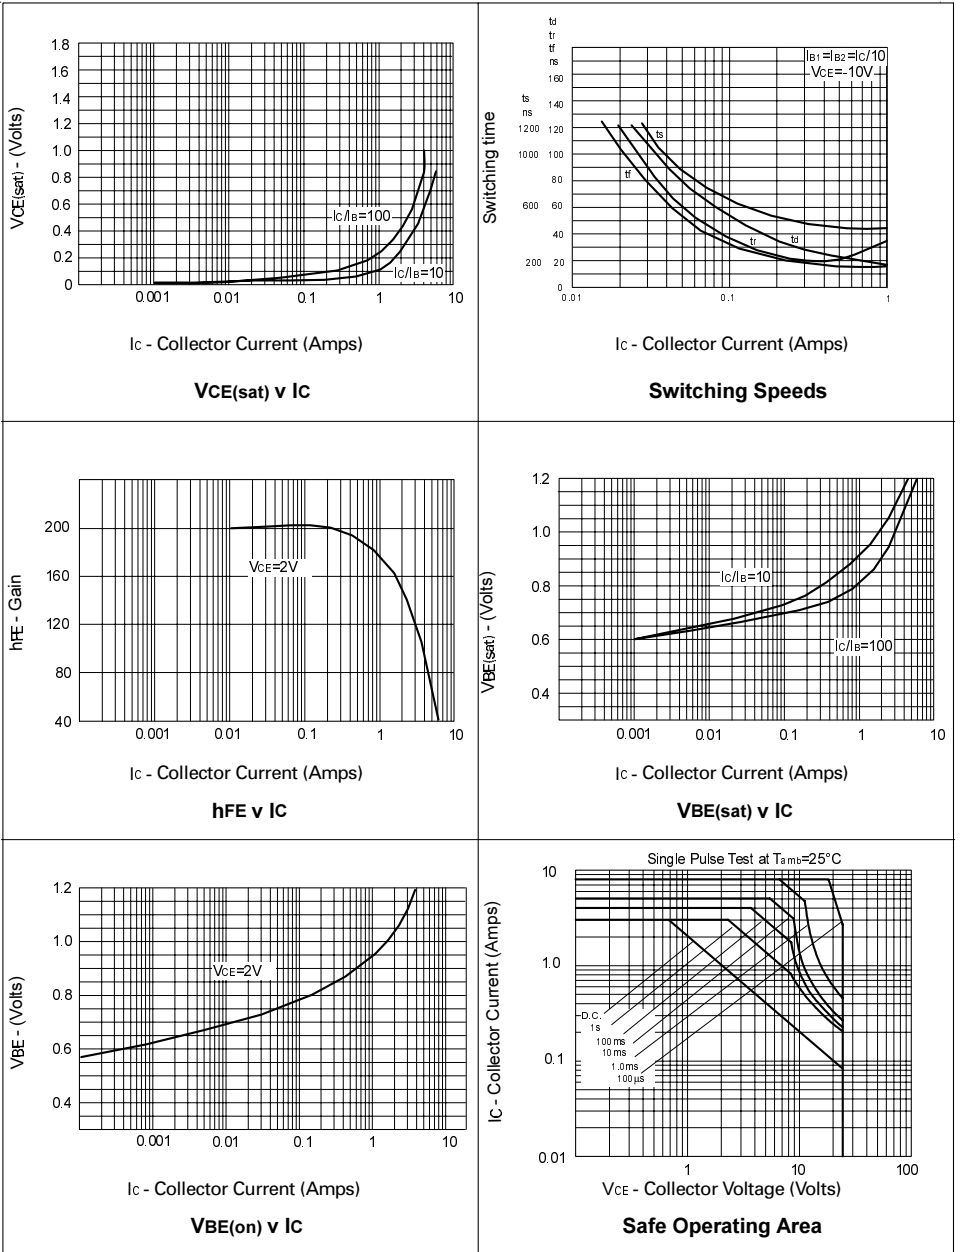 1.8
1.6
1.4
1.2
1.0
0.8
0.6
0.4
0.2
0
VCE(sat) - (Volts)
IC/IB=100
IC/IB=10
0.001
0.01
0.1
1
10
IC - Collector Current (Amps)
VCE(sat) v IC
td
tr
tf
ns
160
140
120
100
80
60
40
20
0
ts
ns
1200
1000
600
200
Switching time
IB1=IB2=IC/10
VCE=-10V
ts
tf
tr
td
0.01
0.1
1
IC - Collector Current (Amps)
Switching Speeds
200
160
120
80
40
hFE - Gain
VCE=2V
0.001
0.01
0.1
1
10
IC - Collector Current (Amps)
hFE v IC
1.2
1.0
0.8
0.6
0.4
VBE(sat) - (Volts)
IC/IB=10
IC/IB=100
0.001
0.01
0.1
1
10
IC - Collector Current (Amps)
VBE(sat) v IC
1.2
1.0
0.8
0.6
0.4
VBE - (Volts)
VCE=2V
0.001
0.01
0.1
1
10
IC - Collector Current (Amps)
VBE(on) v IC
Single Pulse Test at Tamb=25°C
10
1.0
0.1
0.01
IC - Collector Current (Amps)
D.C.
1s
100ms
10ms
1.0ms
100µs
1
10
100
VCE - Collector Voltage (Volts)
Safe Operating Area